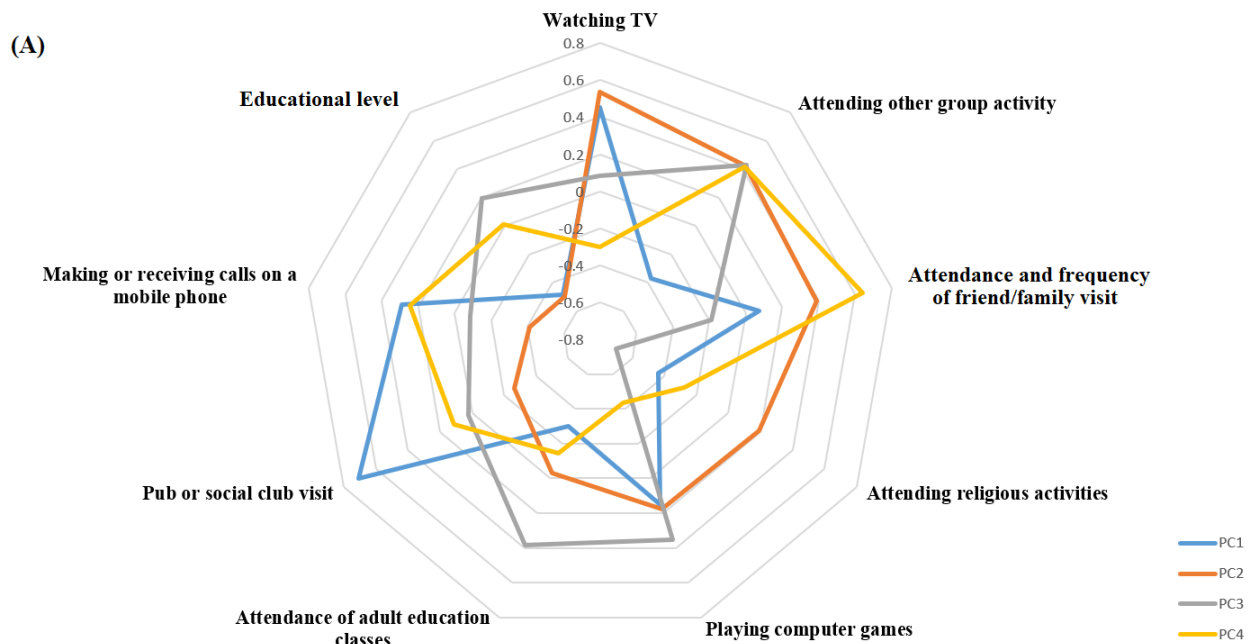 (A)
Watching TV
Attending other group activity
Attendance and frequency
of friend/family visit
Attending religious activities
Playing computer games
Attendance of adult education
classes
Pub or social club visit
Making or receiving calls on a
mobile phone
Educational level
0.8
0.6
0.4
0.2
0
-0.2
-0.4
-0.6
-0.8
PC1
PC2
PC3
PC4